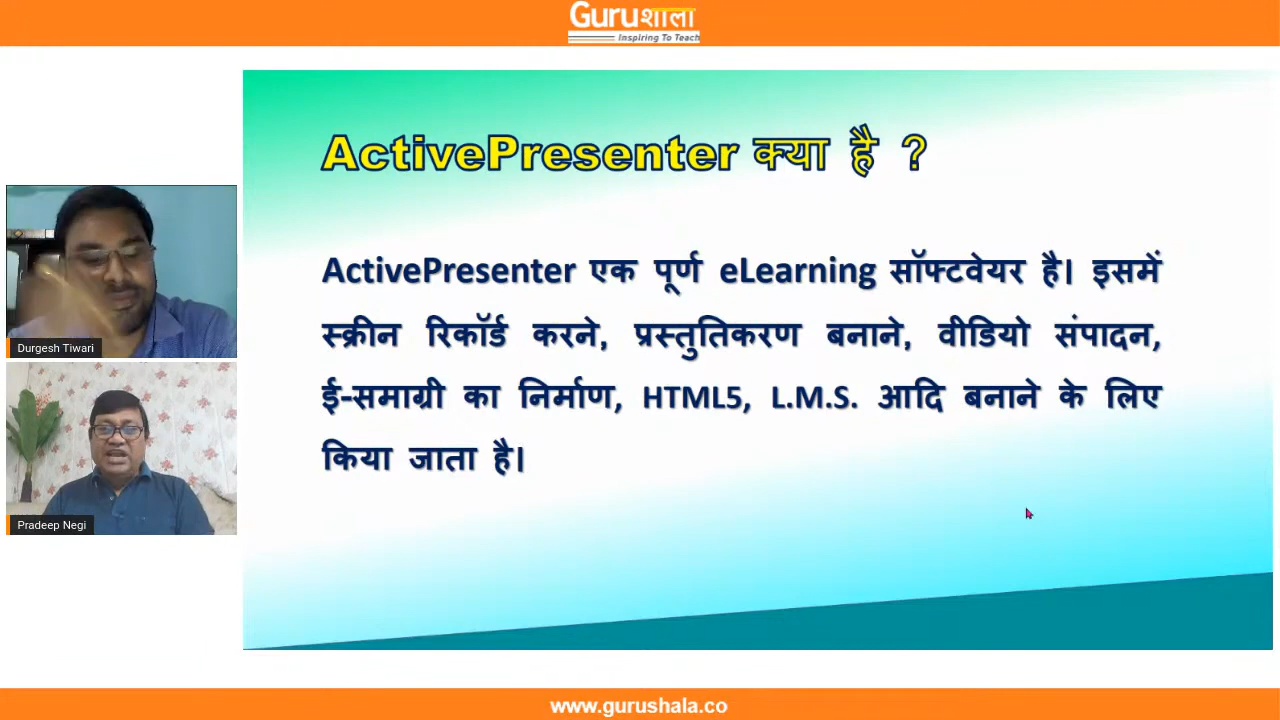 Guruशाला
Inspiring To Teach
ActivePresenter क्या है ?
ActivePresenter एक पूर्ण eLearning सॉफ्टवेयर है। इसमें
स्क्रीन रिकॉर्ड करने, प्रस्तुतिकरण बनाने, वीडियो संपादन,
ई-समाग्री का निर्माण, HTML5, L.M.S. आदि बनाने के लिए
किया जाता है।
Durgesh Tiwari
Pradeep Negi
www.gurushala.co